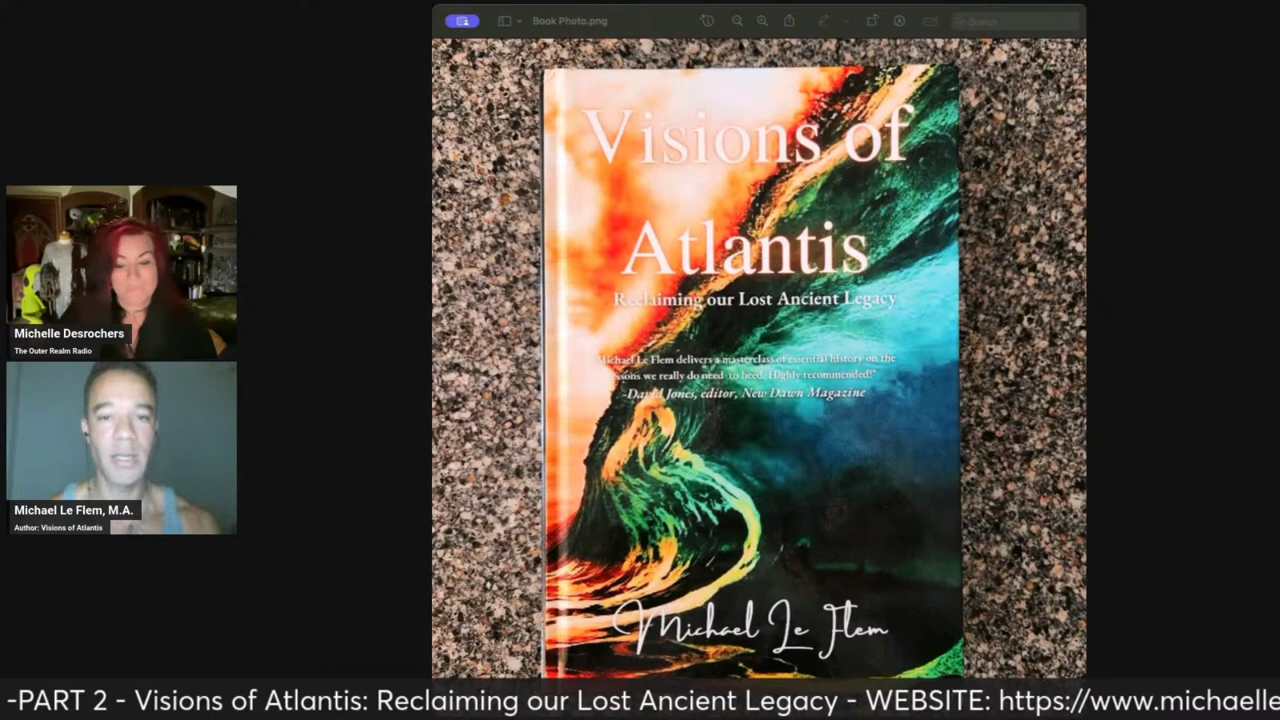 Book Photo.png
Search
Visions of
Atlantis
Reclaiming our Lost Ancient Legacy
Michael Le Flem delivers a masterclass of essential history on the
we really do need to heed. Highly recommended!"
-David Jones, editor, New Dawn Magazine
Michael Le Flem
Michelle Desrochers
The Outer Realm Radio
Michael Le Flem, M.A.
Author: Visions of Atlantis
-PART 2 - Visions of Atlantis: Reclaiming our Lost Ancient Legacy - WEBSITE: https://www.michaelle